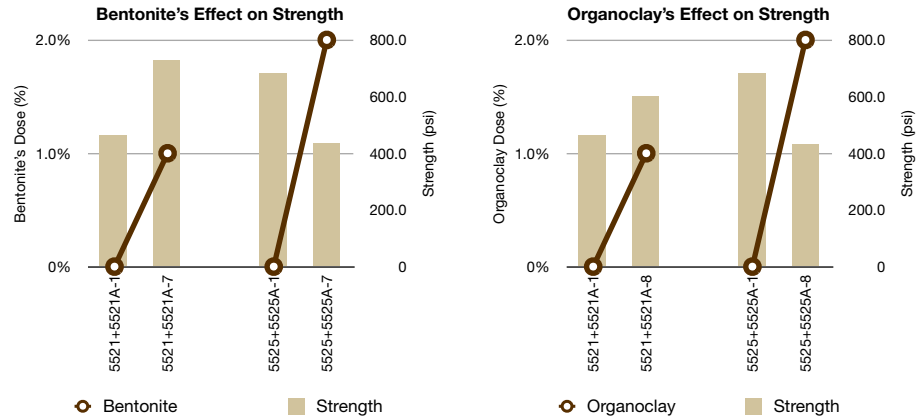 Bentonite's Effect on Strength
2.0%
1.0%
0%
Bentonite's Dose (%)
800.0
600.0
400.0
200.0
0
Strength (psi)
5521+5521A-1
5521+5521A-7
5525+5525A-1
5525+5525A-7
Bentonite
Strength
Organoclay's Effect on Strength
2.0%
1.0%
0%
Organoclay Dose (%)
800.0
600.0
400.0
200.0
0
Strength (psi)
5521+5521A-1
5521+5521A-8
5525+5525A-1
5525+5525A-8
Organoclay
Strength